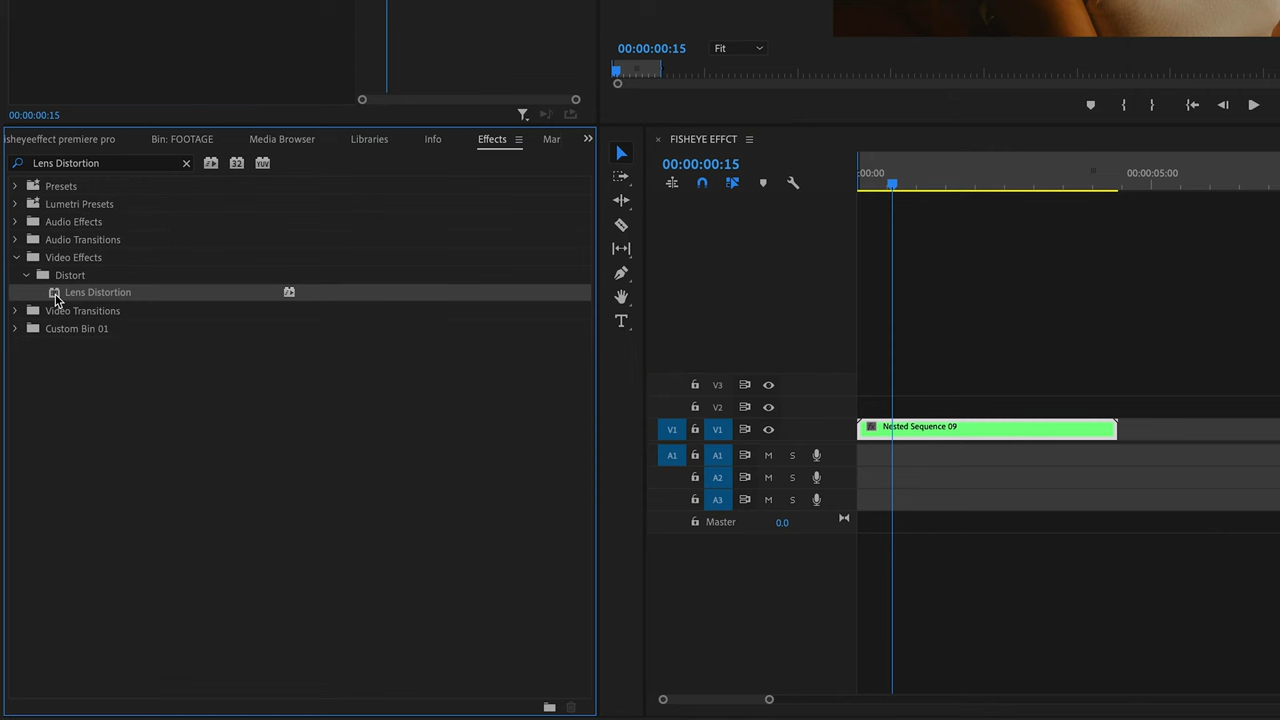 00:00:00:15
Fit
00:00:00:15
isheyeeffect premiere pro
Bin: FOOTAGE
Media Browser
Libraries
Info
Effects
Mar
Lens Distortion
32
YUV
Presets
Lumetri Presets
Audio Effects
Audio Transitions
Video Effects
Distort
Lens Distortion
Video Transitions
Custom Bin 01
FISHEYE EFFCT
00:00:00:15
:00:00
00:00:05:00
V3
V2
V1
V1
Nested Sequence 09
A1
A1
M
S
A2
M
S
A3
M
S
Master
0.0